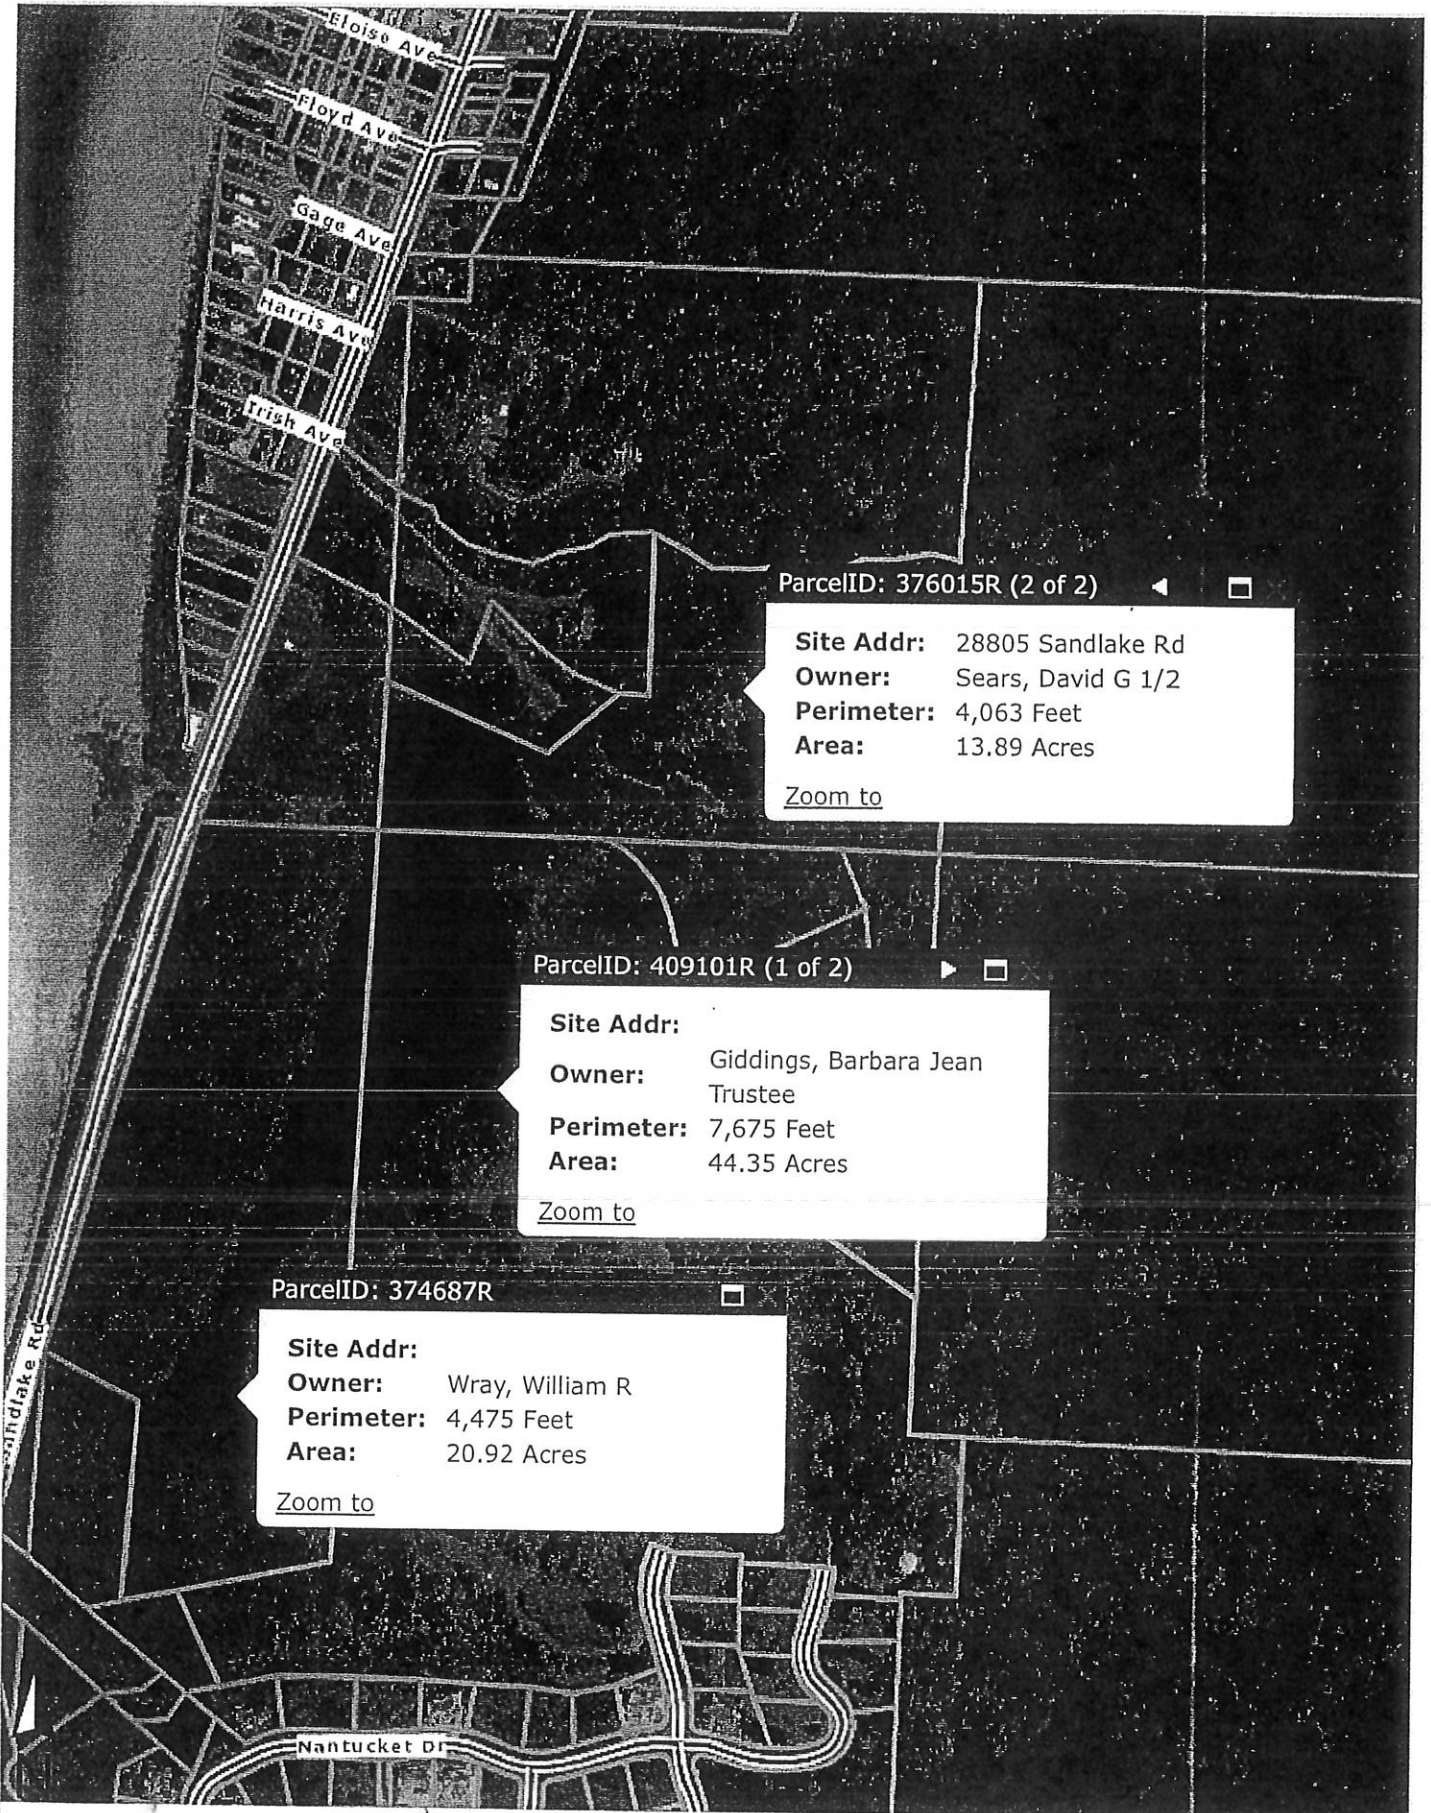 Eloise Ave
Floyd Ave
Gage Ave
Harris Ave
Irish Ave
ParcelID: 376015R (2 of 2)
Site Addr: 28805 Sandlake Rd
Owner: Sears, David G 1/2
Perimeter: 4,063 Feet
Area: 13.89 Acres
Zoom to
ParcelID: 409101R (1 of 2)
Site Addr:
Owner: Giddings, Barbara Jean
Trustee
Perimeter: 7,675 Feet
Area: 44.35 Acres
Zoom to
ParcelID: 374687R
Site Addr:
Owner: Wray, William R
Perimeter: 4,475 Feet
Area: 20.92 Acres
Zoom to
Sandlake Rd
Nantucket Dr